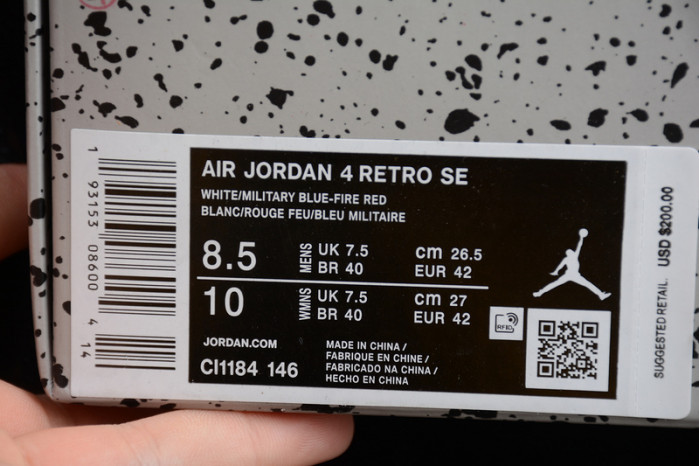 AIR JORDAN 4 RETRO SE
WHITE/MILITARY BLUE-FIRE RED
BLANC/ROUGE FEU/BLEU MILITAIRE
8.5 MENS UK 7.5 cm 26.5
BR 40 EUR 42
10 WMNS UK 7.5 cm 27
BR 40 EUR 42
RFID
JORDAN.COM
CI1184 146
MADE IN CHINA /
FABRIQUE EN CHINE /
FABRICADO NA CHINA /
HECHO EN CHINA
1 93153 08600 4 14
SUGGESTED RETAIL. USD $200.00